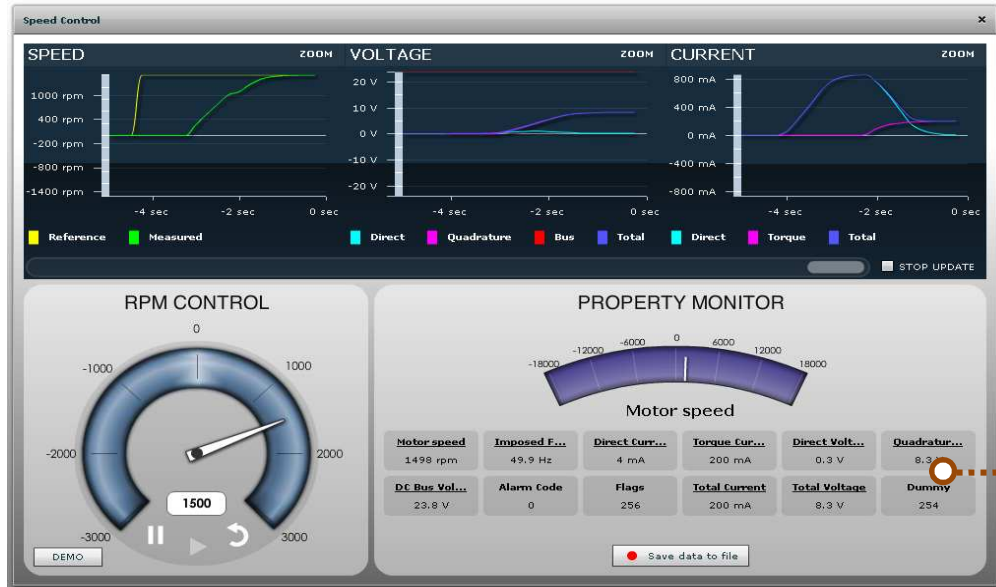 Speed Control ×
SPEED ZOOM VOLTAGE ZOOM CURRENT ZOOM
1000 rpm
400 rpm
-200 rpm
-800 rpm
-1400 rpm
-4 sec -2 sec 0 sec
20 V
10 V
0 V
-10 V
-20 V
-4 sec -2 sec 0 sec
800 mA
400 mA
0 mA
-400 mA
-800 mA
-4 sec -2 sec 0 sec
Reference Measured
Direct Quadrature Bus Total
Direct Torque Total
STOP UPDATE
RPM CONTROL
0
-1000 1000
-2000 2000
-3000 3000
1500
DEMO
PROPERTY MONITOR
-18000 -12000 -6000 0 6000 12000 18000
Motor speed
Motor speed Imposed F... Direct Curr... Torque Cur... Direct Volt... Quadratur...
1498 rpm 49.9 Hz 4 mA 200 mA 0.3 V 8.3
DC Bus Vol... Alarm Code Flags Total Current Total Voltage Dummy
23.8 V 0 256 200 mA 8.3 V 254
Save data to file